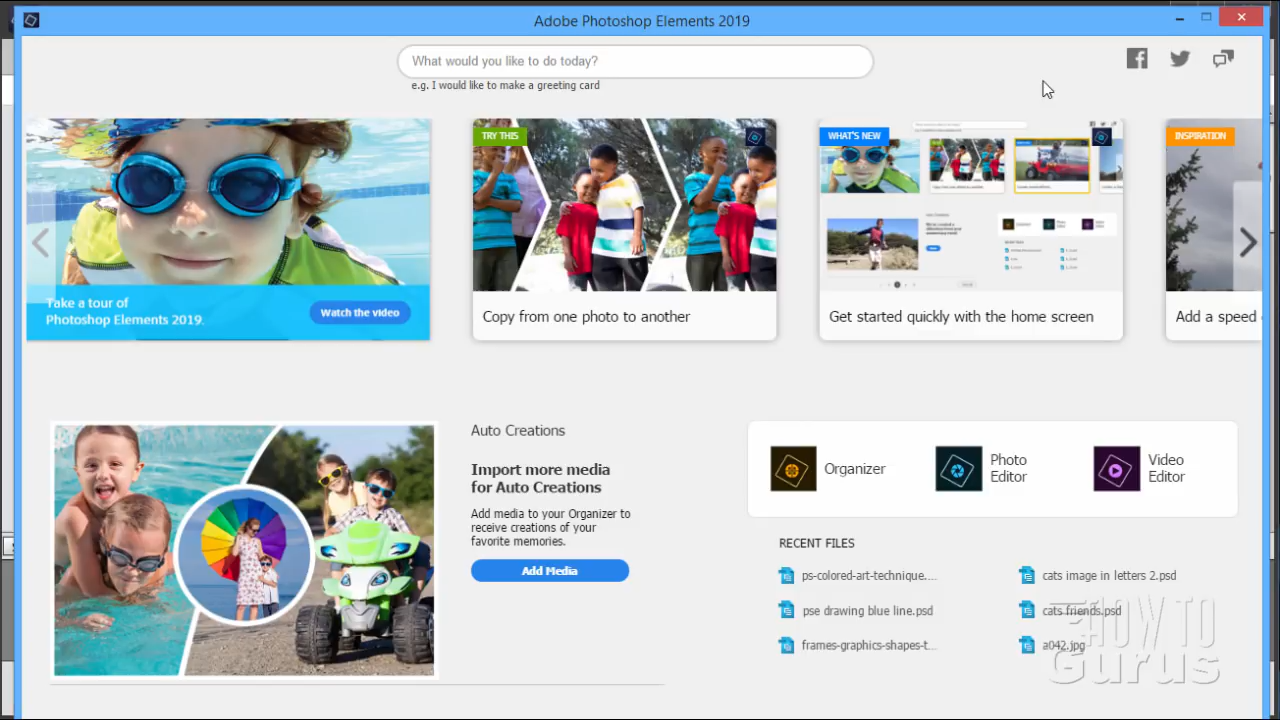 Adobe Photoshop Elements 2019
What would you like to do today?
e.g. I would like to make a greeting card
TRY THIS
WHAT'S NEW
INSPIRATION
Take a tour of
Photoshop Elements 2019.
Watch the video
Copy from one photo to another
Get started quickly with the home screen
Add a speed
Auto Creations
Import more media
for Auto Creations
Add media to your Organizer to
receive creations of your
favorite memories.
Add Media
Organizer
Photo
Editor
Video
Editor
RECENT FILES
ps-colored-art-technique....
cats image in letters 2.psd
pse drawing blue line.psd
cats friends.psd
frames-graphics-shapes-t...
a042.jpg
HOW TO
Gurus